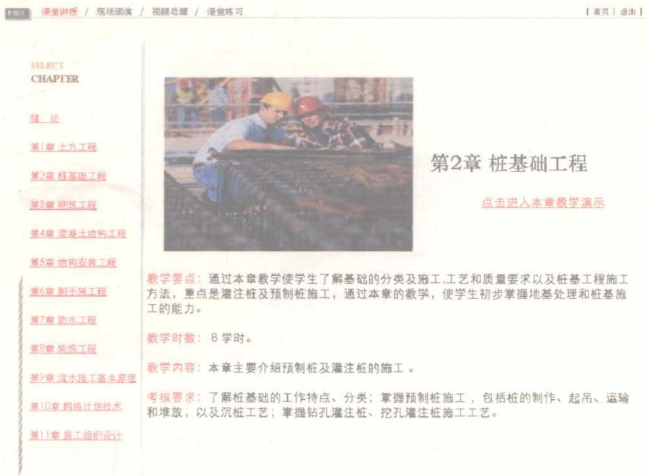 课堂讲授 / 现场图演 / 视频动画 / 课堂练习
[ 首页 | 退出 ]
SELECT
CHAPTER
绪 论
第1章 土方工程
第2章 桩基础工程
第3章 砌筑工程
第4章 混凝土结构工程
第5章 结构安装工程
第6章 脚手架工程
第7章 防水工程
第8章 装饰工程
第9章 流水施工基本原理
第10章 网络计划技术
第11章 施工组织设计
第2章 桩基础工程
点击进入本章教学演示
教学要点：通过本章教学使学生了解基础的分类及施工.工艺和质量要求以及桩基工程施工
方法，重点是灌注桩及预制桩施工，通过本章的教学，使学生初步掌握地基处理和桩基施
工的能力。
教学时数：8学时。
教学内容：本章主要介绍预制桩及灌注桩的施工 。
考核要求：了解桩基础的工作特点、分类；掌握预制桩施工 ，包括桩的制作、起吊、运输
和堆放，以及沉桩工艺；掌握钻孔灌注桩、挖孔灌注桩施工工艺。